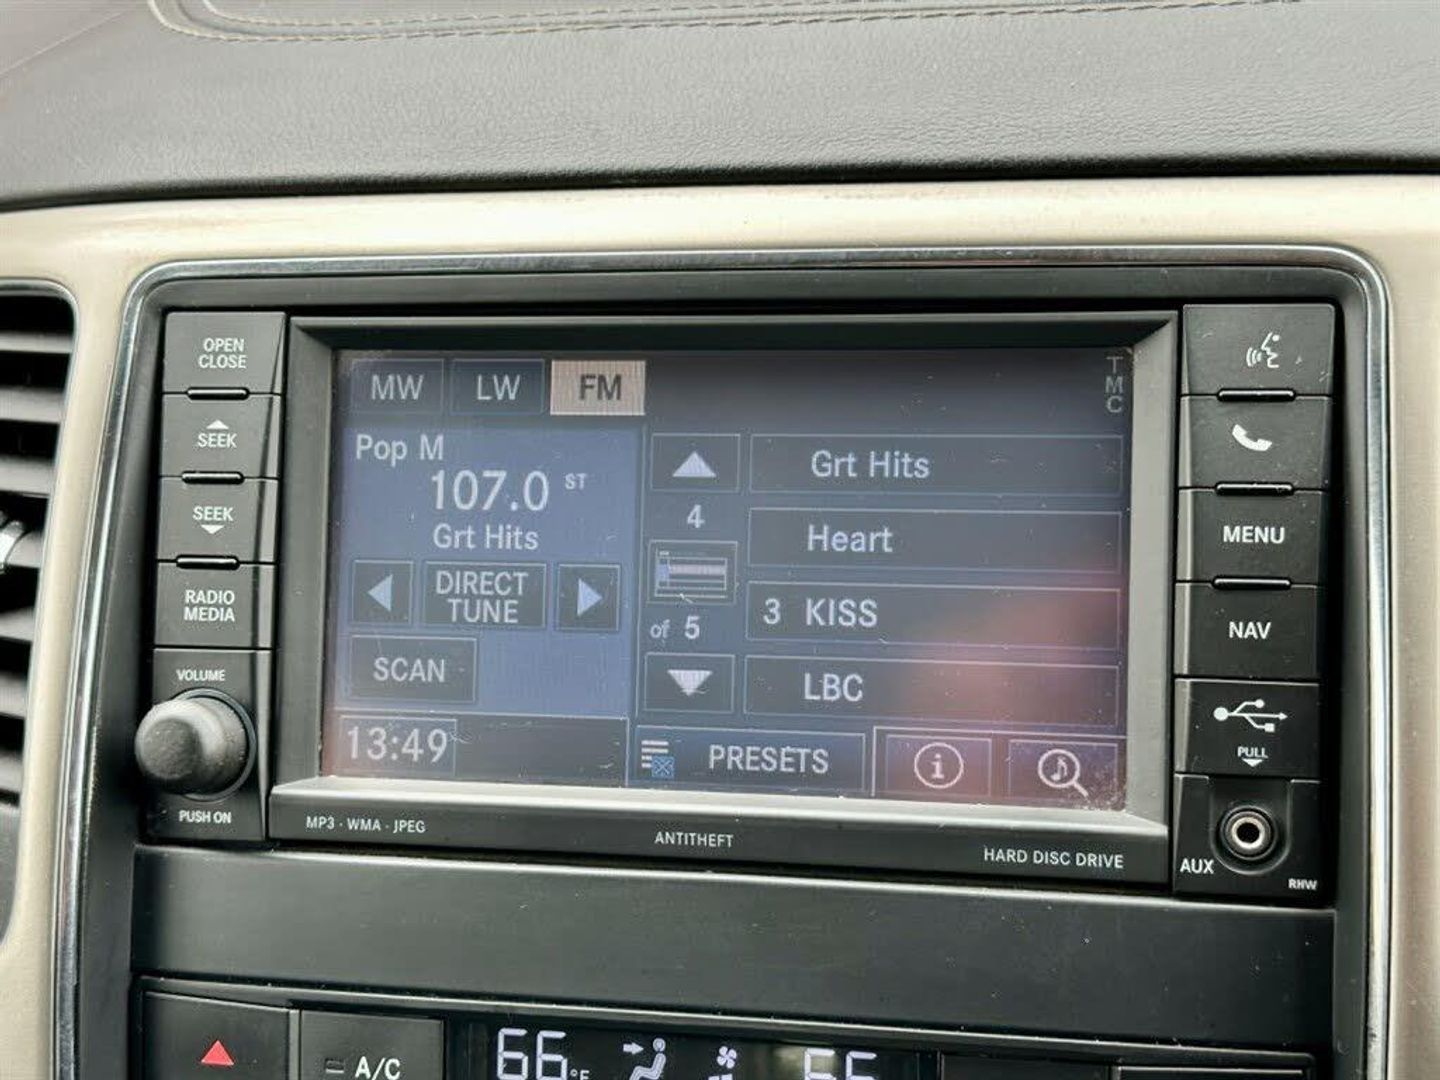 OPEN
CLOSE
SEEK
SEEK
RADIO
MEDIA
VOLUME
PUSH ON
MW LW FM
TMC
Pop M
107.0 ST
Grt Hits
DIRECT
TUNE
SCAN
13:49
4
of 5
Grt Hits
Heart
3 KISS
LBC
PRESETS
i
MP3 · WMA · JPEG
ANTITHEFT
HARD DISC DRIVE
MENU
NAV
PULL
AUX
RHW
A/C
66°F